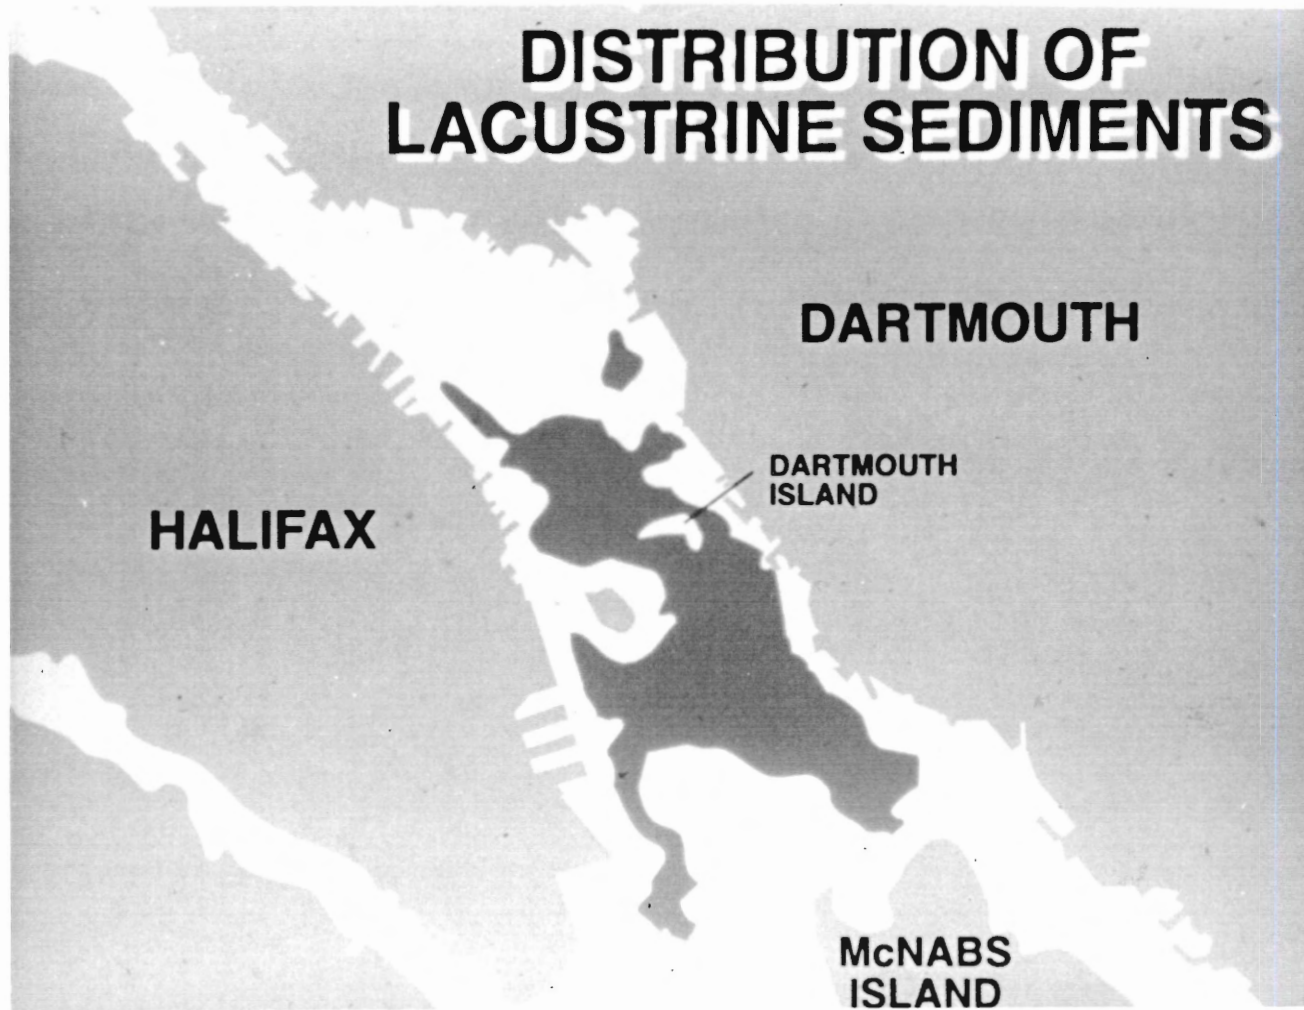 DISTRIBUTION OF
LACUSTRINE SEDIMENTS
DARTMOUTH
DARTMOUTH
ISLAND
HALIFAX
McNABS
ISLAND